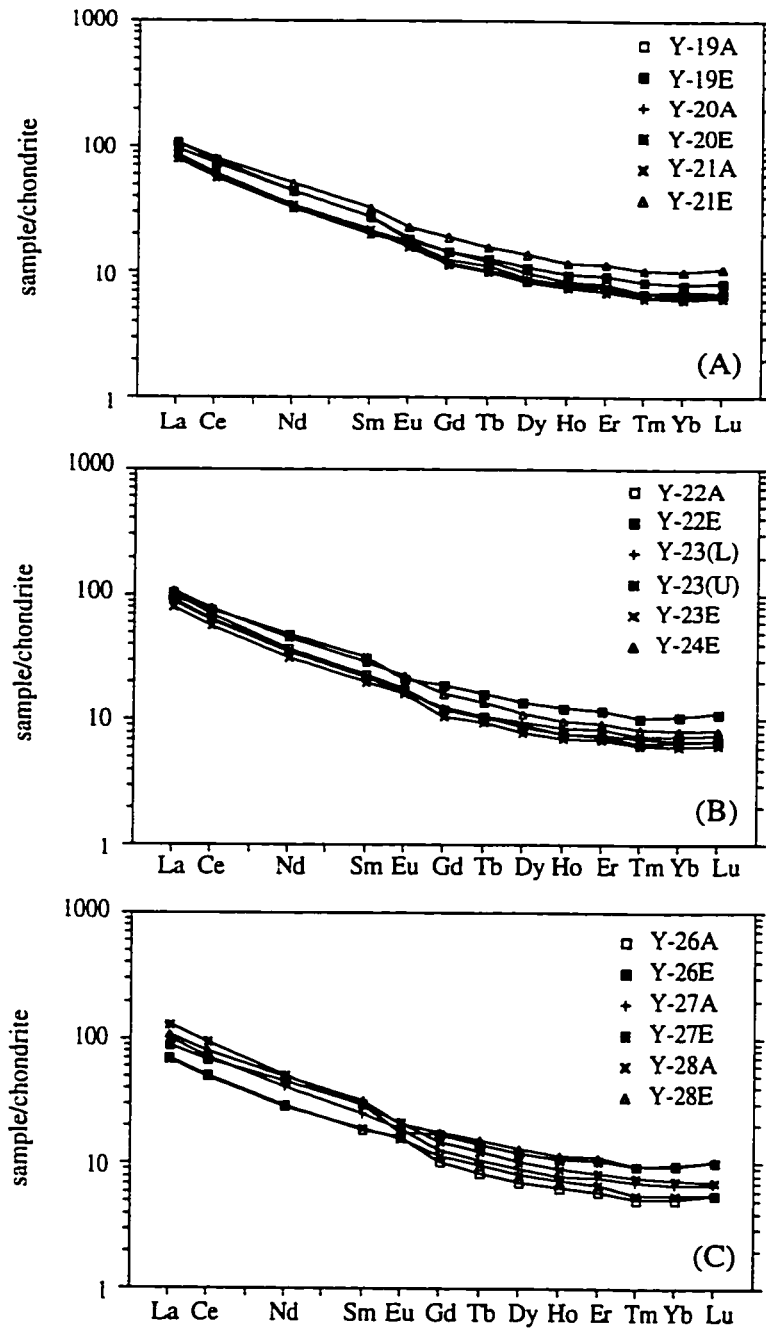 1000
100
10
1
sample/chondrite
Y-19A
Y-19E
Y-20A
Y-20E
Y-21A
Y-21E
(A)
La Ce Nd Sm Eu Gd Tb Dy Ho Er Tm Yb Lu
1000
100
10
1
sample/chondrite
Y-22A
Y-22E
Y-23(L)
Y-23(U)
Y-23E
Y-24E
(B)
La Ce Nd Sm Eu Gd Tb Dy Ho Er Tm Yb Lu
1000
100
10
1
sample/chondrite
Y-26A
Y-26E
Y-27A
Y-27E
Y-28A
Y-28E
(C)
La Ce Nd Sm Eu Gd Tb Dy Ho Er Tm Yb Lu